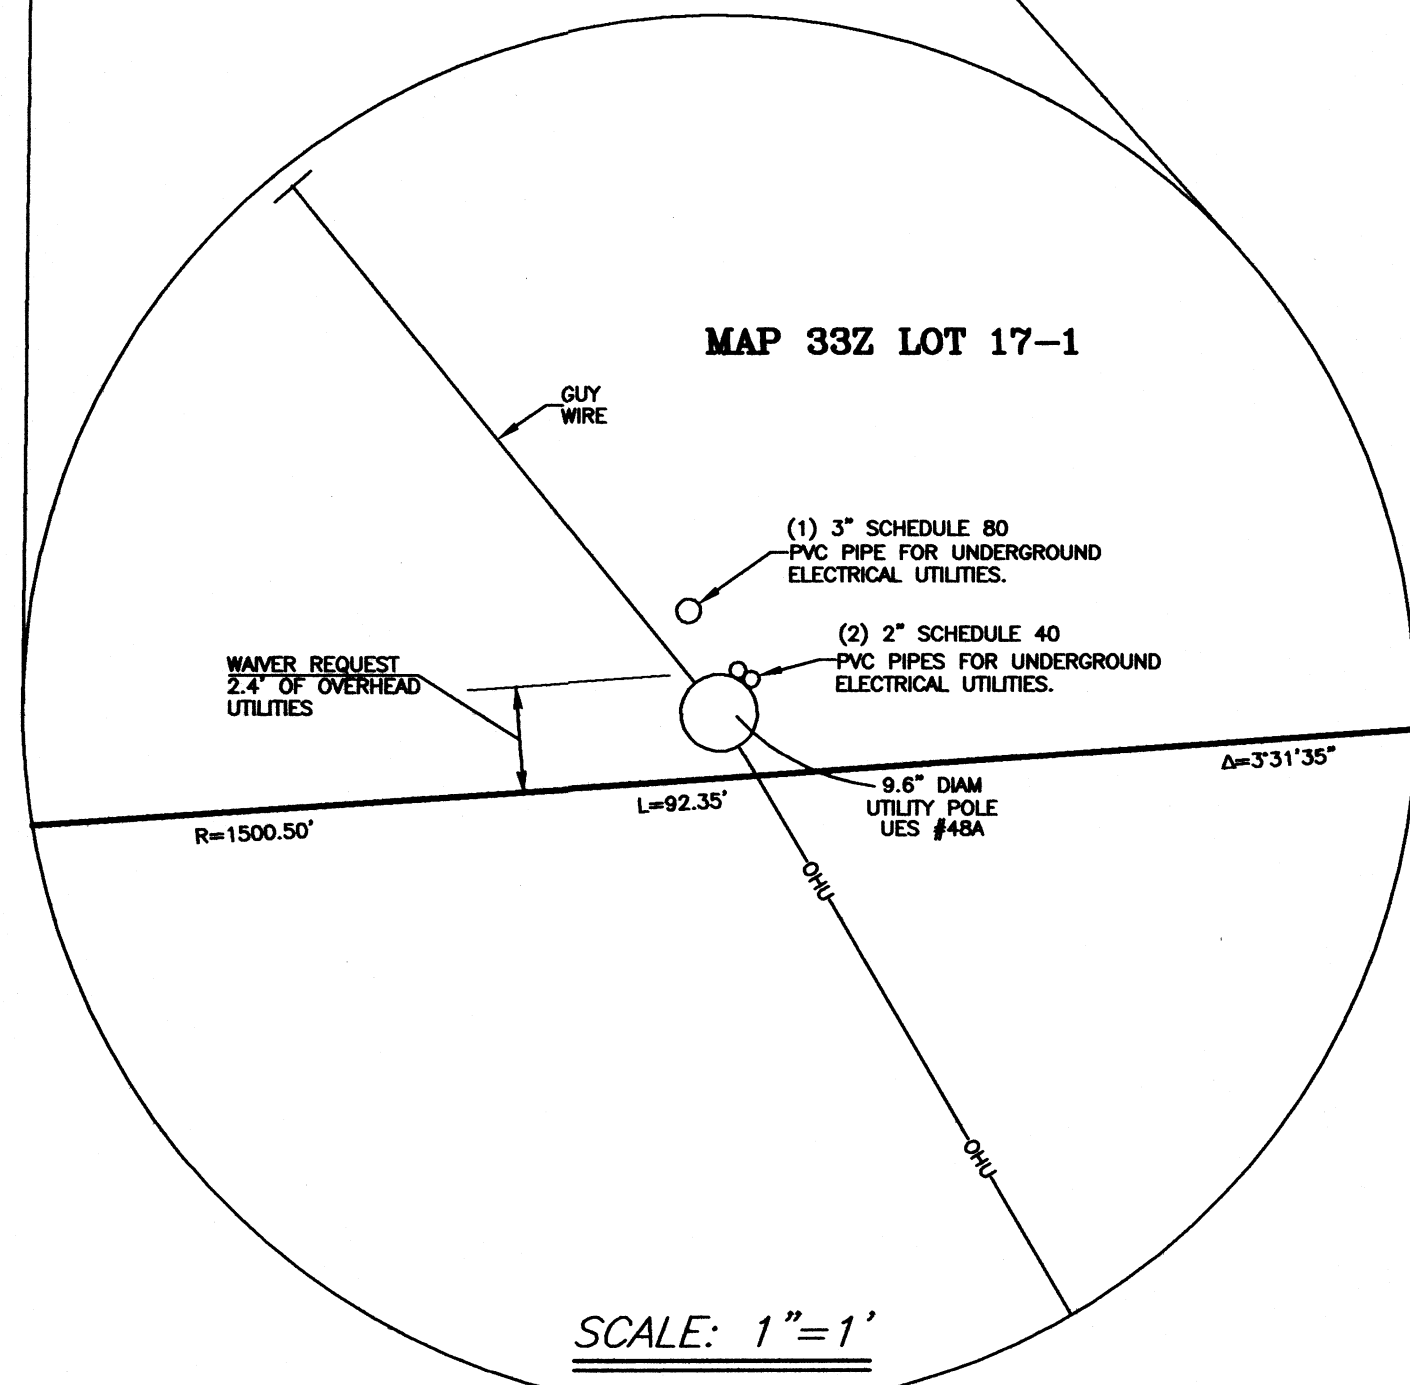 MAP 33Z LOT 17-1
GUY
WIRE
(1) 3" SCHEDULE 80
PVC PIPE FOR UNDERGROUND
ELECTRICAL UTILITIES.
(2) 2" SCHEDULE 40
PVC PIPES FOR UNDERGROUND
ELECTRICAL UTILITIES.
WAIVER REQUEST
2.4' OF OVERHEAD
UTILITIES
Δ=3°31'35"
L=92.35'
R=1500.50'
9.6" DIAM
UTILITY POLE
UES #48A
OHU
OHU
SCALE: 1"=1'